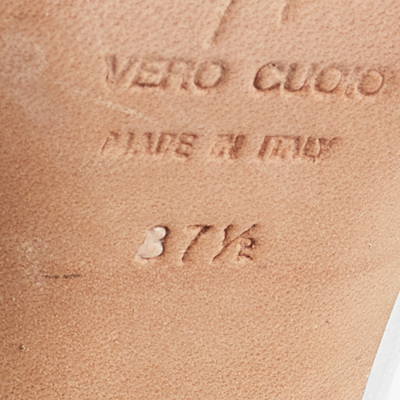 VERO CUOIO
MADE IN ITALY
37½